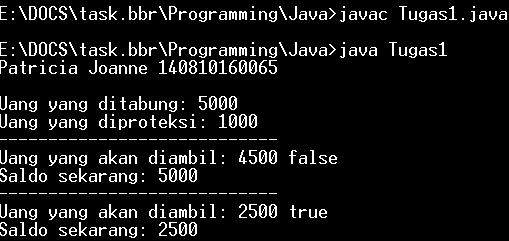 E:\DOCS\task.bbr\Programming\Java>javac Tugas1.java
E:\DOCS\task.bbr\Programming\Java>java Tugas1
Patricia Joanne 140810160065
Uang yang ditabung: 5000
Uang yang diproteksi: 1000
-----------------------------
Uang yang akan diambil: 4500 false
Saldo sekarang: 5000
-----------------------------
Uang yang akan diambil: 2500 true
Saldo sekarang: 2500